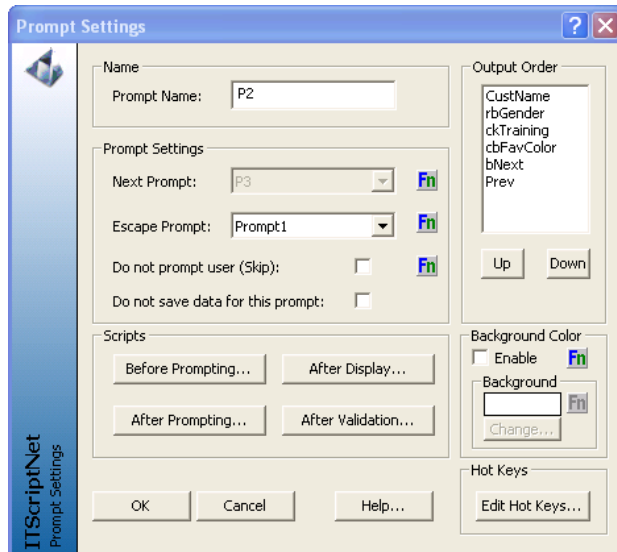 Prompt Settings
Name
Prompt Name: P2
Prompt Settings
Next Prompt: P3 Fn
Escape Prompt: Prompt1 Fn
Do not prompt user (Skip): Fn
Do not save data for this prompt:
Scripts
Before Prompting... After Display...
After Prompting... After Validation...
OK Cancel Help...
Output Order
CustName
rbGender
ckTraining
cbFavColor
bNext
Prev
Up Down
Background Color
Enable Fn
Background
Fn
Change...
Hot Keys
Edit Hot Keys...
ITScriptNet
Prompt Settings